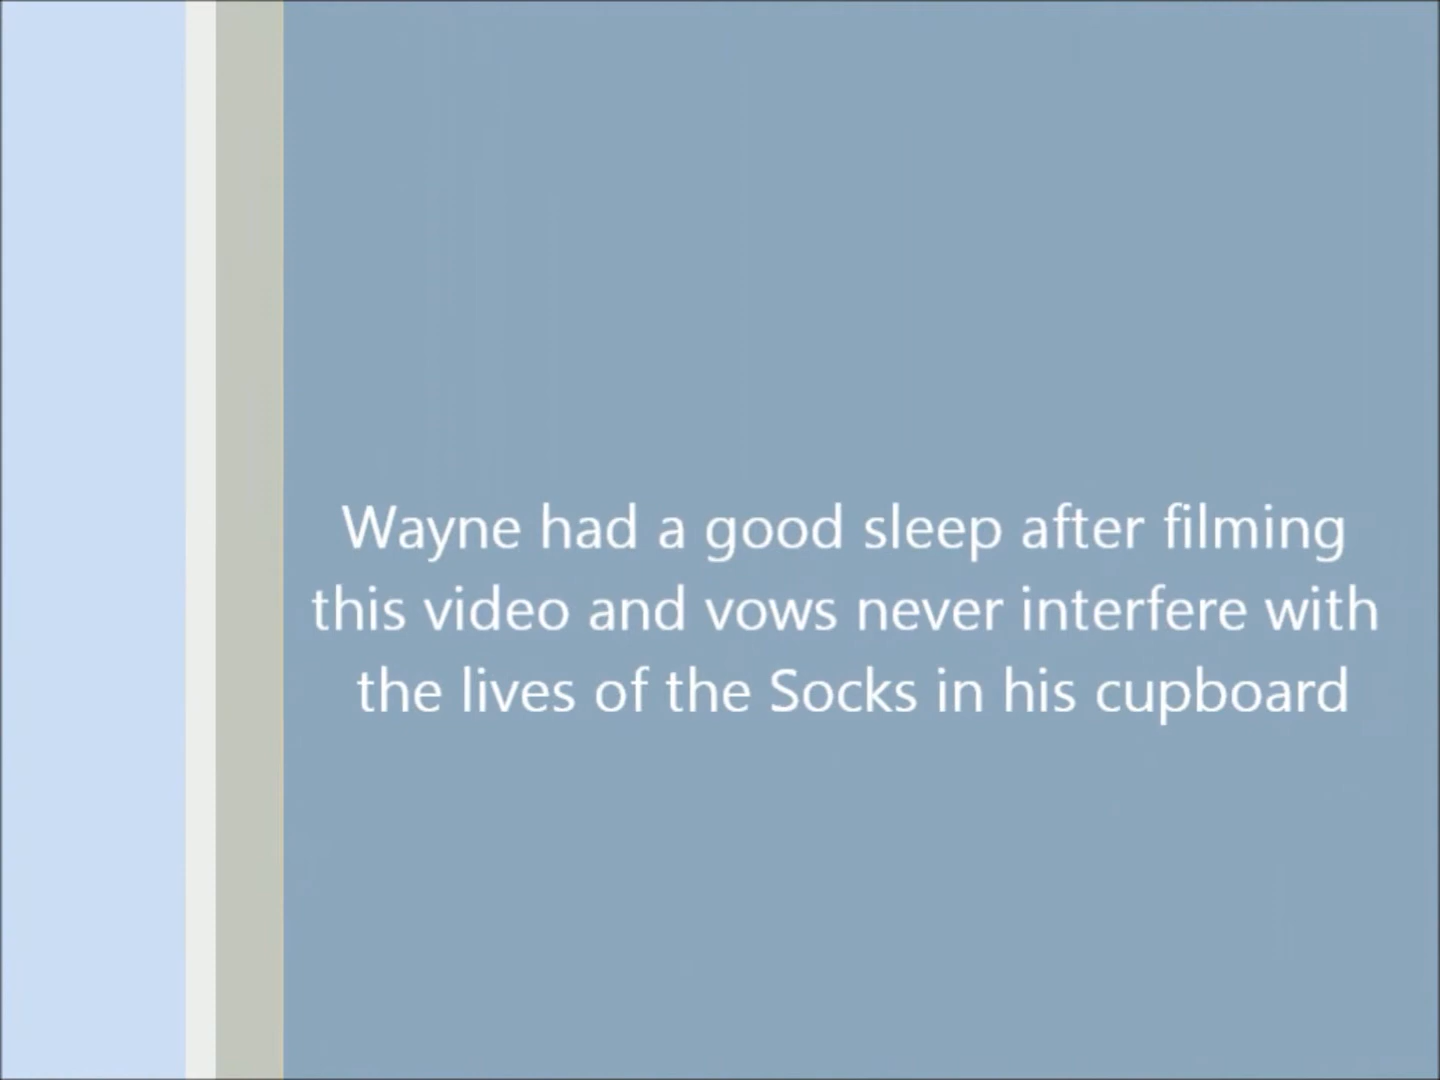 Wayne had a good sleep after filming
this video and vows never interfere with
the lives of the Socks in his cupboard